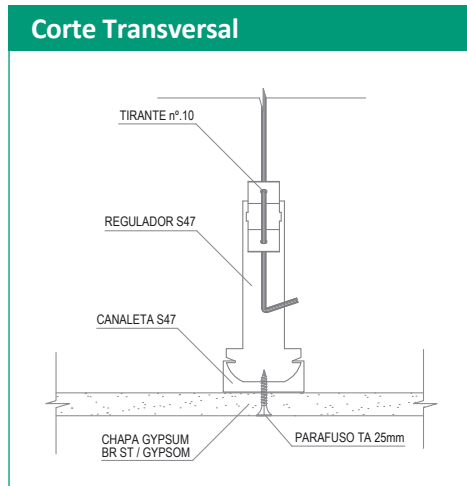 Corte Transversal
TIRANTE nº.10
REGULADOR S47
CANALETA S47
CHAPA GYPSUM
BR ST / GYPSOM
PARAFUSO TA 25mm